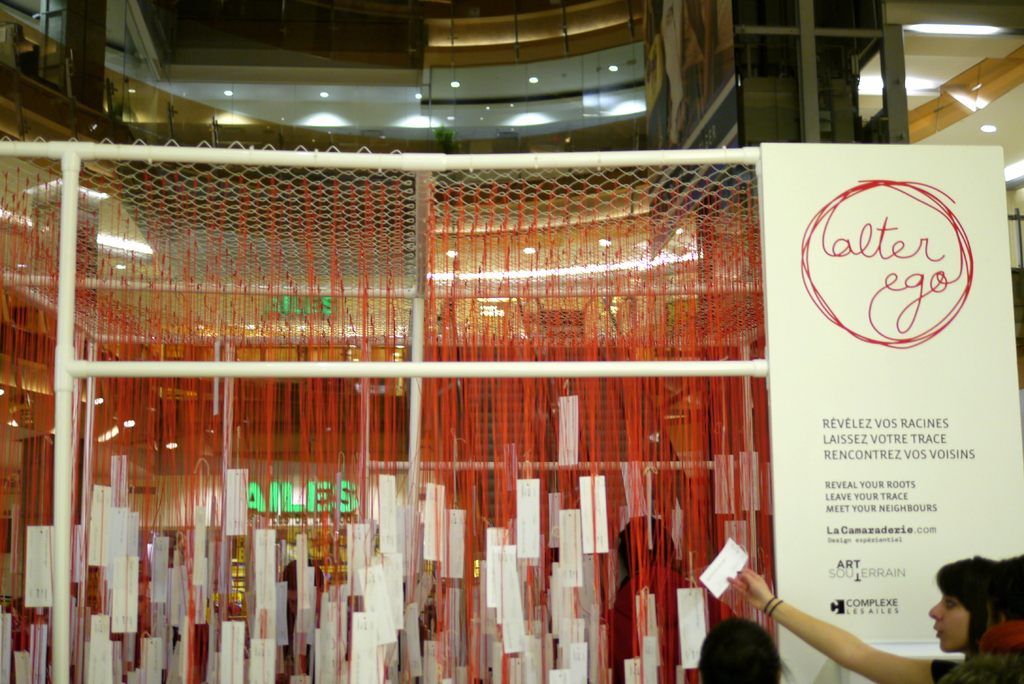 alter
ego
RÉVÉLEZ VOS RACINES
LAISSEZ VOTRE TRACE
RENCONTREZ VOS VOISINS
REVEAL YOUR ROOTS
LEAVE YOUR TRACE
MEET YOUR NEIGHBOURS
LaCamaraderie.com
Design expérientiel
ART
SOUTERRAIN
COMPLEXE
LES AILES
AILES
AILES